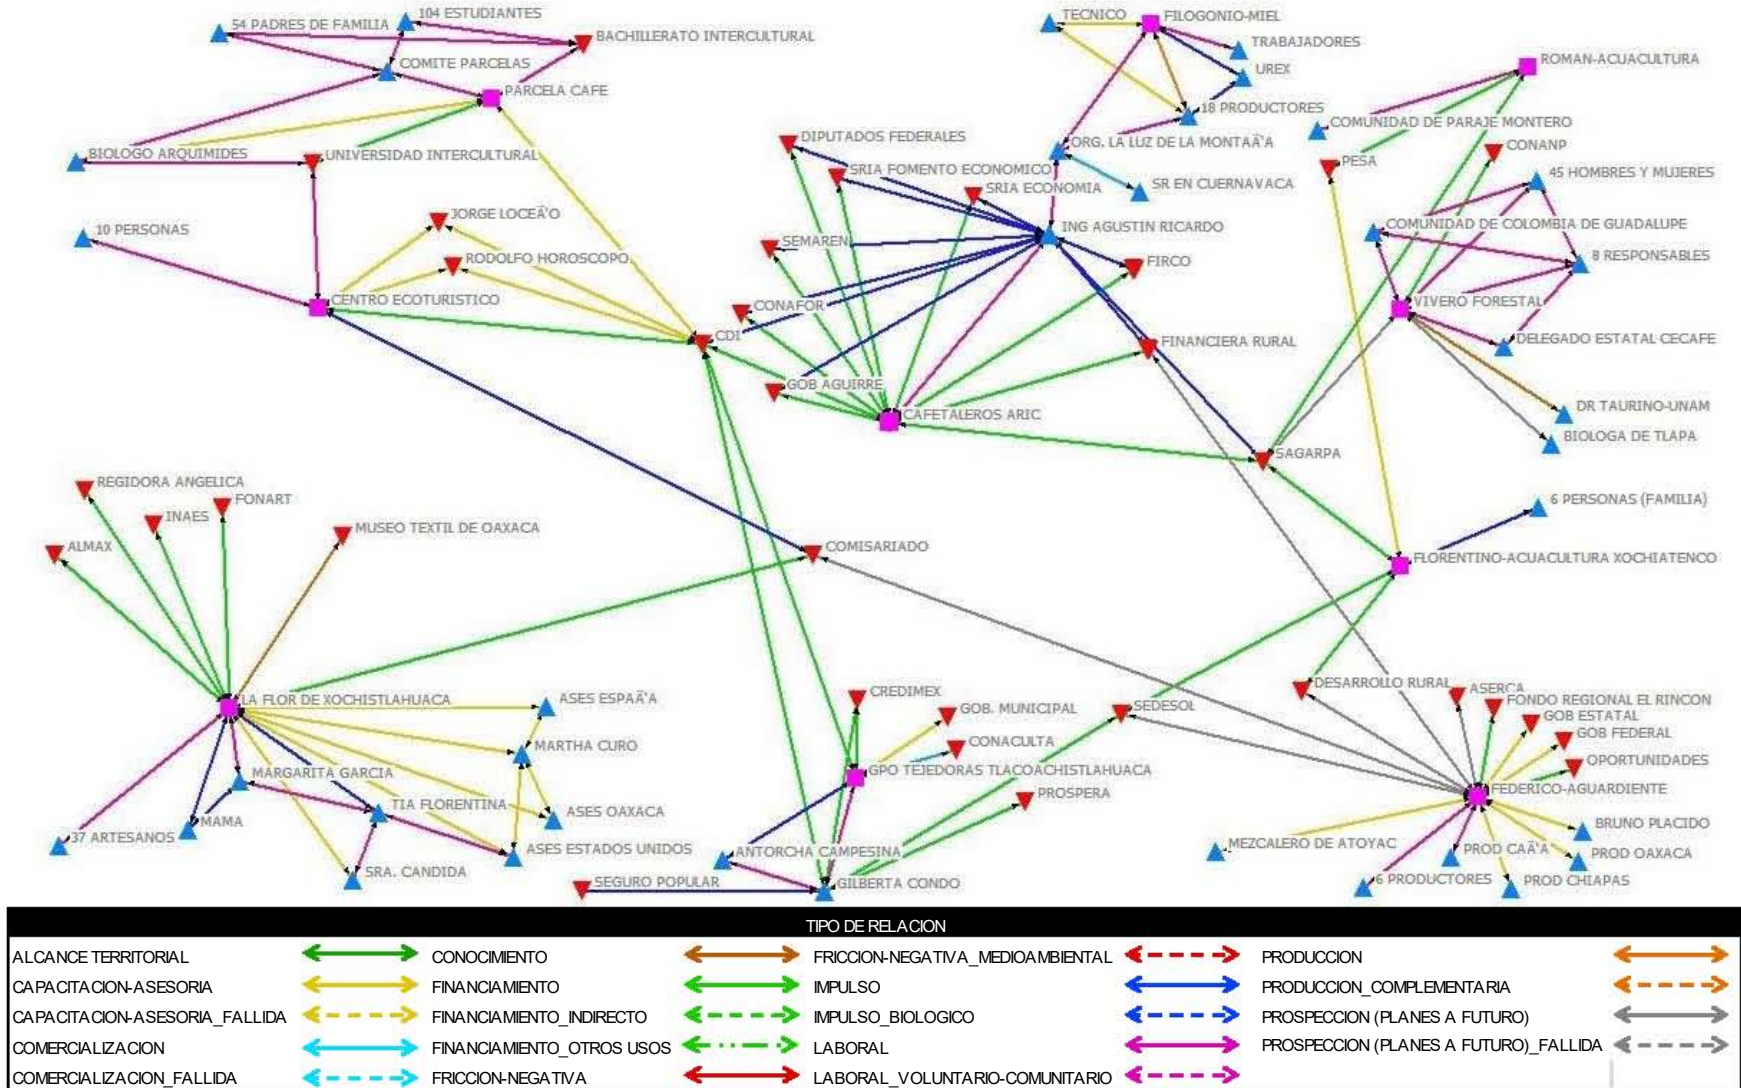 104 ESTUDIANTES
54 PADRES DE FAMILIA
BACHILLERATO INTERCULTURAL
COMITE PARCELAS
PARCELA CAFE
BIOLOGO ARQUIMIDES
UNIVERSIDAD INTERCULTURAL
10 PERSONAS
JORGE LOCEÃ'O
RODOLFO HOROSCOPO
CENTRO ECOTURISTICO
TECNICO
FILOGONIO-MIEL
TRABAJADORES
UREX
18 PRODUCTORES
ORG. LA LUZ DE LA MONTAÃ'A
SR EN CUERNAVACA
DIPUTADOS FEDERALES
SRIA FOMENTO ECONOMICO
SRIA ECONOMIA
ING AGUSTIN RICARDO
SEMAREN
FIRCO
CONAFOR
CDI
FINANCIERA RURAL
GOB AGUIRRE
CAFETALEROS ARIC
SAGARPA
ROMAN-ACUACULTURA
COMUNIDAD DE PARAJE MONTERO
PESA
CONANP
45 HOMBRES Y MUJERES
COMUNIDAD DE COLOMBIA DE GUADALUPE
8 RESPONSABLES
VIVERO FORESTAL
DELEGADO ESTATAL CECAFE
DR TAURINO-UNAM
BIOLOGA DE TLAPA
6 PERSONAS (FAMILIA)
FLORENTINO-ACUACULTURA XOCHIATENCO
REGIDORA ANGELICA
FONART
INAES
MUSEO TEXTIL DE OAXACA
ALMAX
COMISARIADO
LA FLOR DE XOCHISTLAHUACA
ASES ESPAÃ'A
MARTHA CURO
MARGARITA GARCIA
TIA FLORENTINA
ASES OAXACA
MAMA
37 ARTESANOS
ASES ESTADOS UNIDOS
SRA. CANDIDA
CREDIMEX
GOB. MUNICIPAL
SEDESOL
CONACULTA
GPO TEJEDORAS TLACOACHISTLAHUACA
PROSPERA
ANTORCHA CAMPESINA
SEGURO POPULAR
GILBERTA CONDO
DESARROLLO RURAL
ASERCA
FONDO REGIONAL EL RINCON
GOB ESTATAL
GOB FEDERAL
OPORTUNIDADES
FEDERICO-AGUARDIENTE
BRUNO PLACIDO
MEZCALERO DE ATOYAC
PROD CAÃ'A
PROD OAXACA
6 PRODUCTORES
PROD CHIAPAS
TIPO DE RELACION
ALCANCE TERRITORIAL CONOCIMIENTO FRICCION-NEGATIVA_MEDIOAMBIENTAL PRODUCCION
CAPACITACION-ASESORIA FINANCIAMIENTO IMPULSO PRODUCCION_COMPLEMENTARIA
CAPACITACION-ASESORIA_FALLIDA FINANCIAMIENTO_INDIRECTO IMPULSO_BIOLOGICO PROSPECCION (PLANES A FUTURO)
COMERCIALIZACION FINANCIAMIENTO_OTROS USOS LABORAL PROSPECCION (PLANES A FUTURO)_FALLIDA
COMERCIALIZACION_FALLIDA FRICCION-NEGATIVA LABORAL_VOLUNTARIO-COMUNITARIO